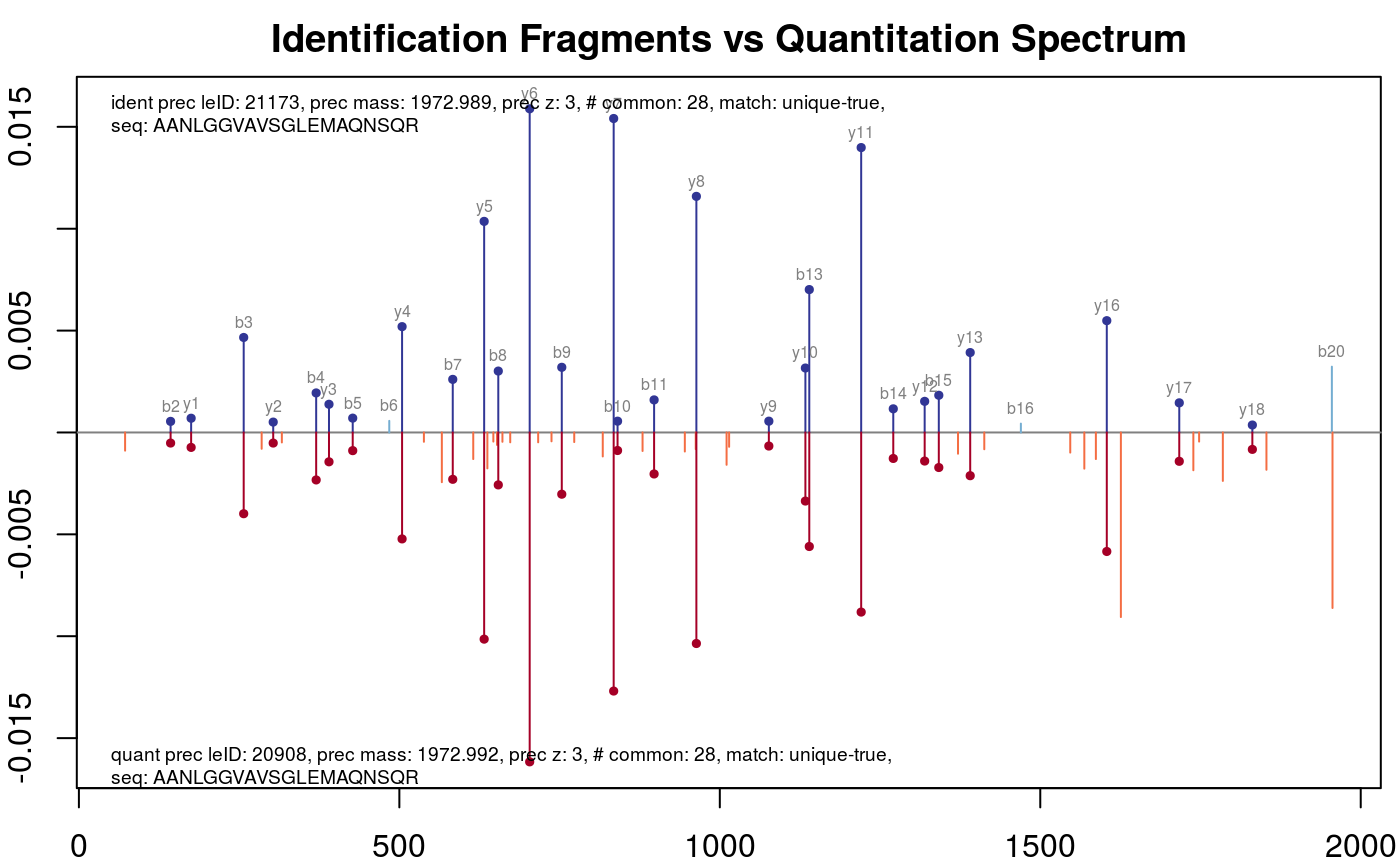 Identification Fragments vs Quantitation Spectrum
ident prec leID: 21173, prec mass: 1972.989, prec z: 3, # common: 28, match: unique-true,
seq: AANLGGVAVSGLEMAQNSQR
y6
y7
y11
y8
y5
b13
y4
b3
y16
y10
y13
b7
b8
b9
b4
y3
b11
y12
b15
b14
b20
y17
b2
y1
y2
b5
b6
b10
y9
b16
y18
0.015
0.005
-0.005
-0.015
quant prec leID: 20908, prec mass: 1972.992, prec z: 3, # common: 28, match: unique-true,
seq: AANLGGVAVSGLEMAQNSQR
0
500
1000
1500
2000